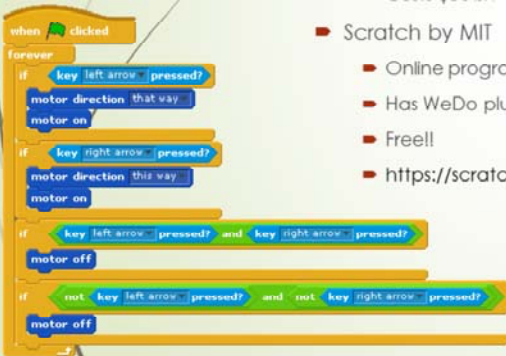 when clicked
forever
if key left arrow pressed?
motor direction that way
motor on
if key right arrow pressed?
motor direction this way
motor on
if key left arrow pressed? and key right arrow pressed?
motor off
if not key left arrow pressed? and not key right arrow pressed?
motor off
Scratch by MIT
Online progra
Has WeDo plu
Free!!
https://scratc